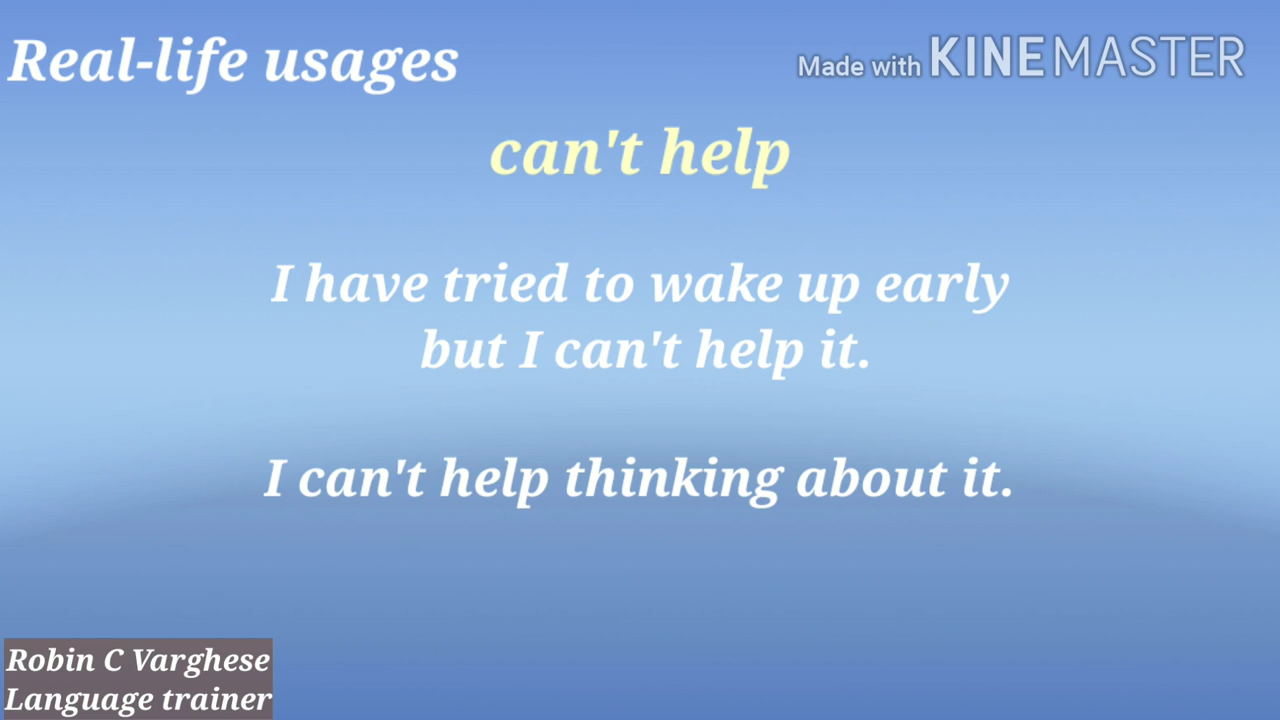 Real-life usages
Made with KINEMASTER
can't help
I have tried to wake up early
but I can't help it.
I can't help thinking about it.
Robin C Varghese
Language trainer